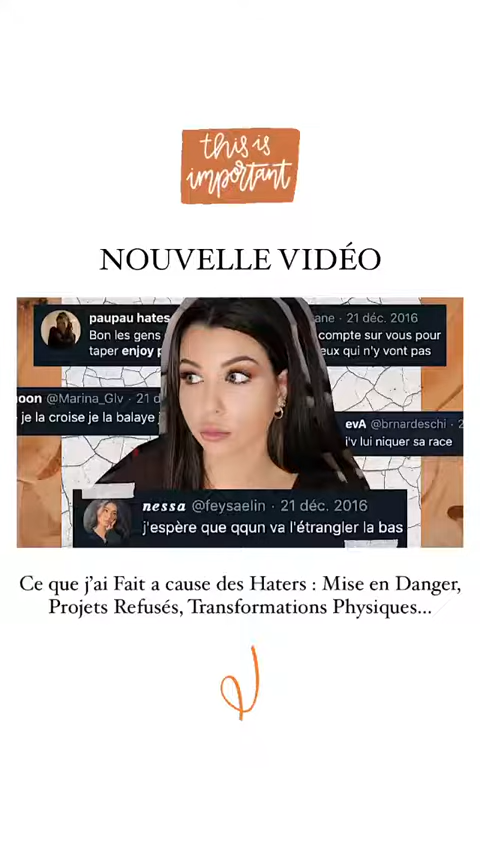 this is
important
NOUVELLE VIDÉO
paupau hates
Bon les gens
taper enjoy
· 21 déc. 2016
compte sur vous pour
eux qui n'y vont pas
@Marina_Glv · 21 d
je la croise je la balaye
evA @brnardeschi ·
i'v lui niquer sa race
nessa @feysaelin · 21 déc. 2016
j'espère que qqun va l'étrangler la bas
Ce que j'ai Fait a cause des Haters : Mise en Danger,
Projets Refusés, Transformations Physiques...